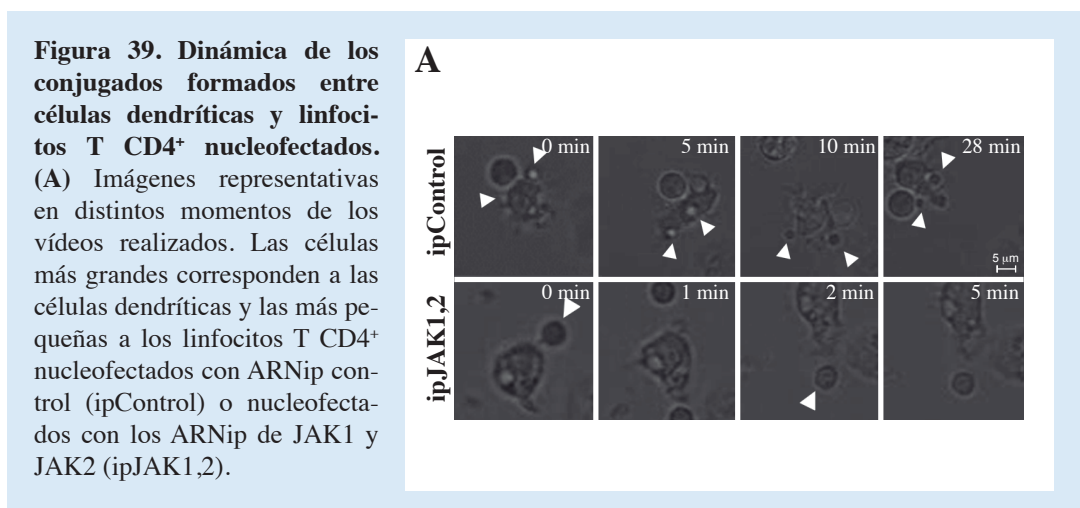 Figura 39. Dinámica de los
conjugados formados entre
células dendríticas y linfoci-
tos T CD4⁺ nucleofectados.
(A) Imágenes representativas
en distintos momentos de los
vídeos realizados. Las células
más grandes corresponden a las
células dendríticas y las más pe-
queñas a los linfocitos T CD4⁺
nucleofectados con ARNip con-
trol (ipControl) o nucleofecta-
dos con los ARNip de JAK1 y
JAK2 (ipJAK1,2).
A
ipControl
0 min
5 min
10 min
28 min
5 µm
ipJAK1,2
0 min
1 min
2 min
5 min